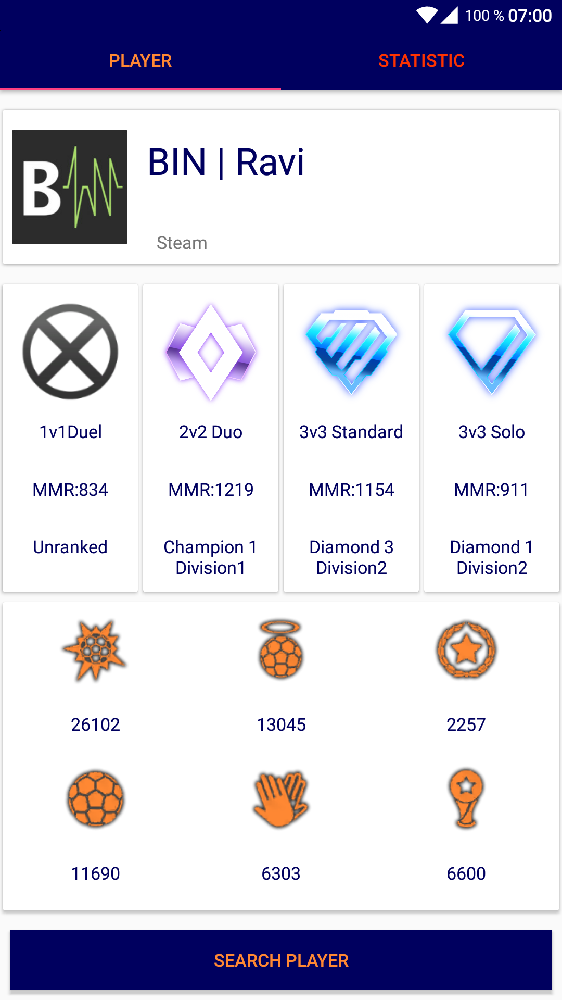 100 % 07:00
PLAYER STATISTIC
B
BIN | Ravi
Steam
1v1Duel 2v2 Duo 3v3 Standard 3v3 Solo
MMR:834 MMR:1219 MMR:1154 MMR:911
Unranked Champion 1 Diamond 3 Diamond 1
Division1 Division2 Division2
26102 13045 2257
11690 6303 6600
SEARCH PLAYER